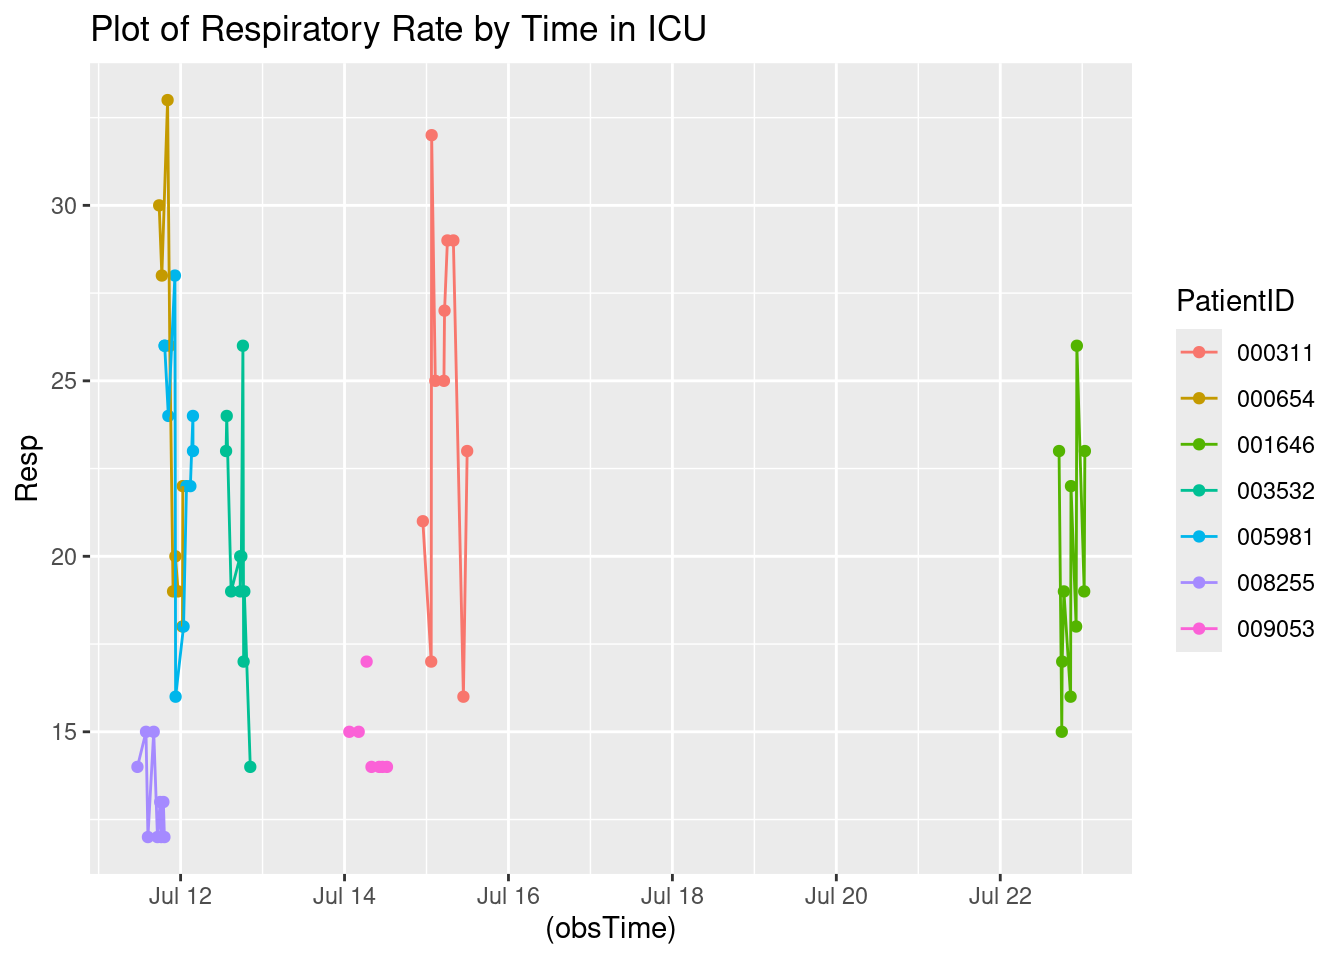 Plot of Respiratory Rate by Time in ICU
Resp
30
25
20
15
Jul 12 Jul 14 Jul 16 Jul 18 Jul 20 Jul 22
(obsTime)
PatientID
000311
000654
001646
003532
005981
008255
009053